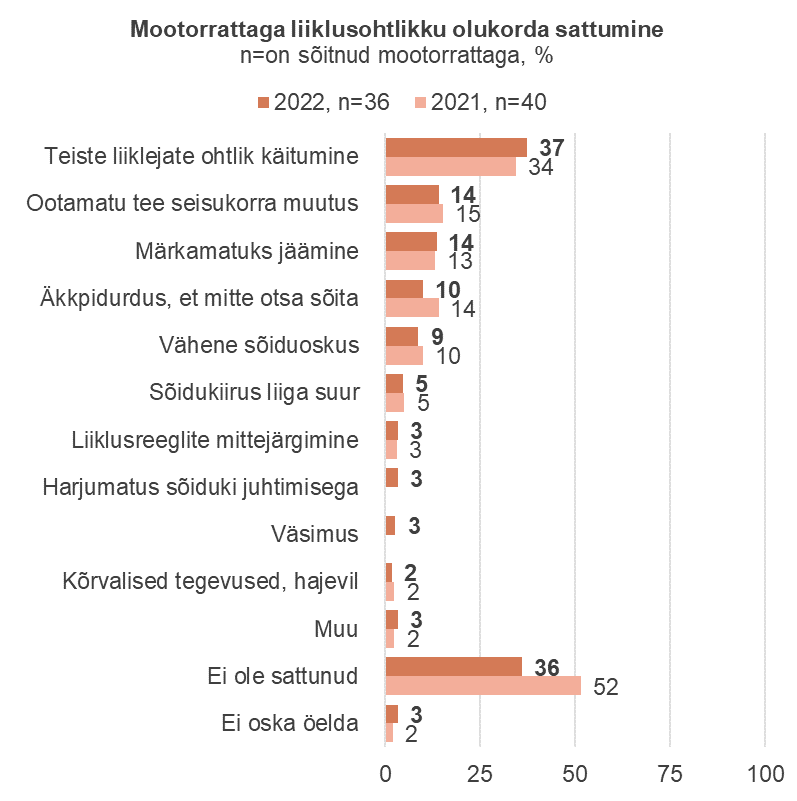 Mootorrattaga liiklusohtlikku olukorda sattumine
n=on sõitnud mootorrattaga, %
2022, n=36 2021, n=40
Teiste liiklejate ohtlik käitumine 37
34
Ootamatu tee seisukorra muutus 14
15
Märkamatuks jäämine 14
13
Äkkpidurdus, et mitte otsa sõita 10
14
Vähene sõiduoskus 9
10
Sõidukiirus liiga suur 5
5
Liiklusreeglite mittejärgimine 3
3
Harjumatus sõiduki juhtimisega 3
Väsimus 3
Kõrvalised tegevused, hajevil 2
2
Muu 3
2
Ei ole sattunud 36
52
Ei oska öelda 3
2
0 25 50 75 100